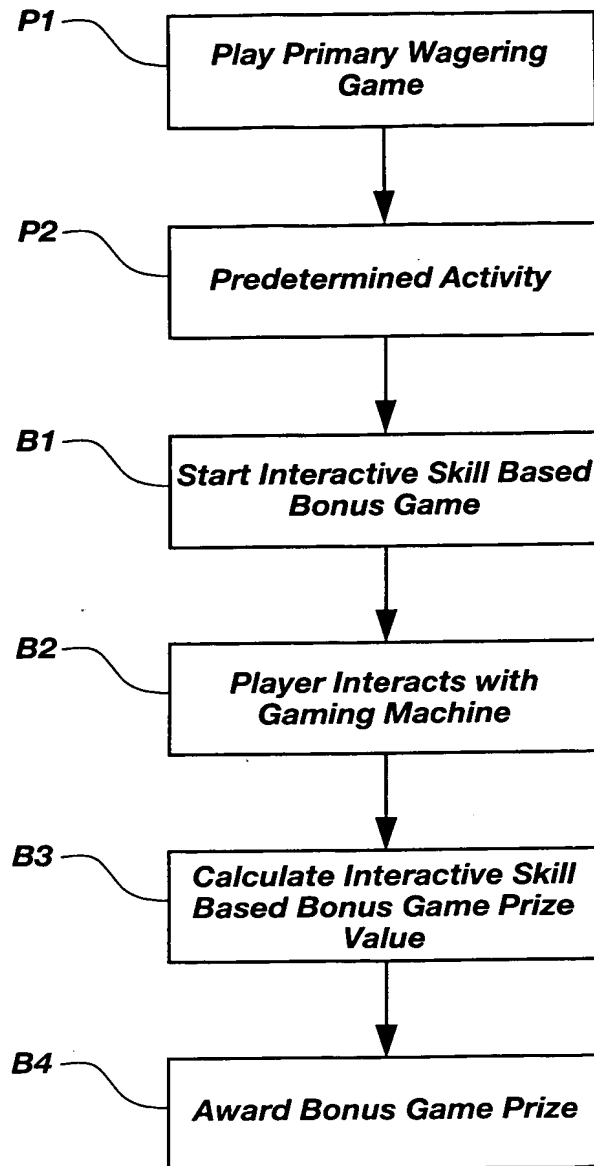 P1
Play Primary Wagering
Game
P2
Predetermined Activity
B1
Start Interactive Skill Based
Bonus Game
B2
Player Interacts with
Gaming Machine
B3
Calculate Interactive Skill
Based Bonus Game Prize
Value
B4
Award Bonus Game Prize